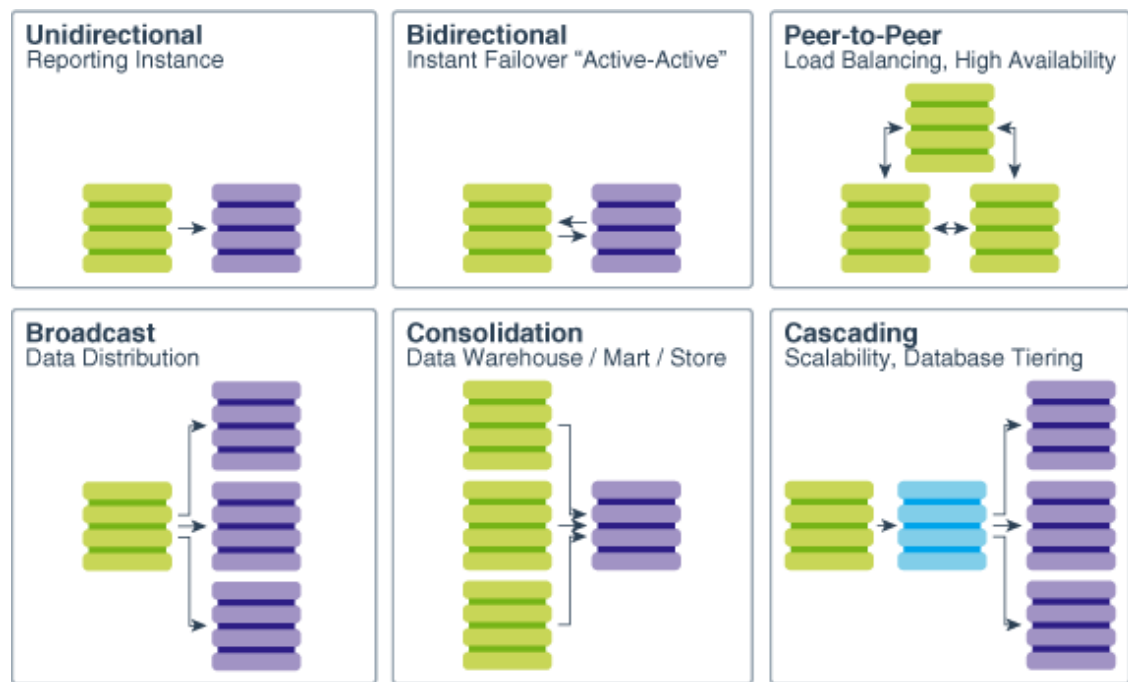 Unidirectional
Reporting Instance
Bidirectional
Instant Failover “Active-Active”
Peer-to-Peer
Load Balancing, High Availability
Broadcast
Data Distribution
Consolidation
Data Warehouse / Mart / Store
Cascading
Scalability, Database Tiering